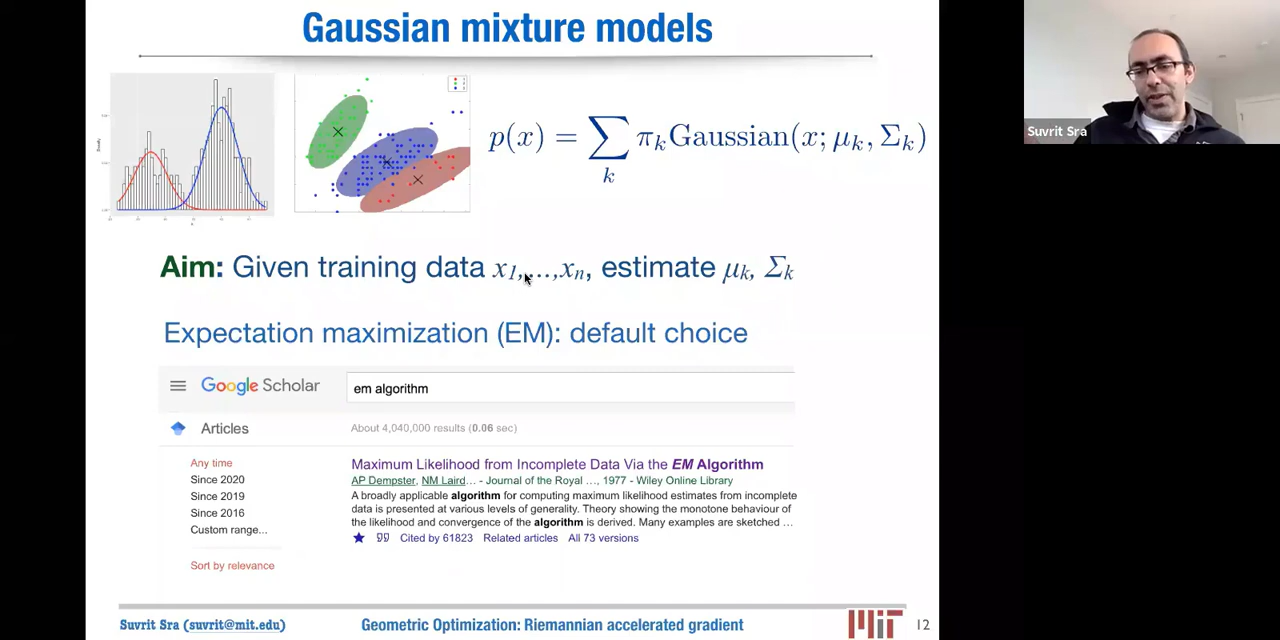 Gaussian mixture models
p(x) = ∑_k π_k Gaussian(x; μ_k, Σ_k)
Suvrit Sra
Aim: Given training data x1,...,xn, estimate μk, Σk
Expectation maximization (EM): default choice
Google Scholar
em algorithm
Articles
About 4,040,000 results (0.06 sec)
Any time
Since 2020
Since 2019
Since 2016
Custom range...
Sort by relevance
Maximum Likelihood from Incomplete Data Via the EM Algorithm
AP Dempster, NM Laird... - Journal of the Royal …, 1977 - Wiley Online Library
A broadly applicable algorithm for computing maximum likelihood estimates from incomplete
data is presented at various levels of generality. Theory showing the monotone behaviour of
the likelihood and convergence of the algorithm is derived. Many examples are sketched …
Cited by 61823 Related articles All 73 versions
Suvrit Sra (suvrit@mit.edu)
Geometric Optimization: Riemannian accelerated gradient
MIT
12